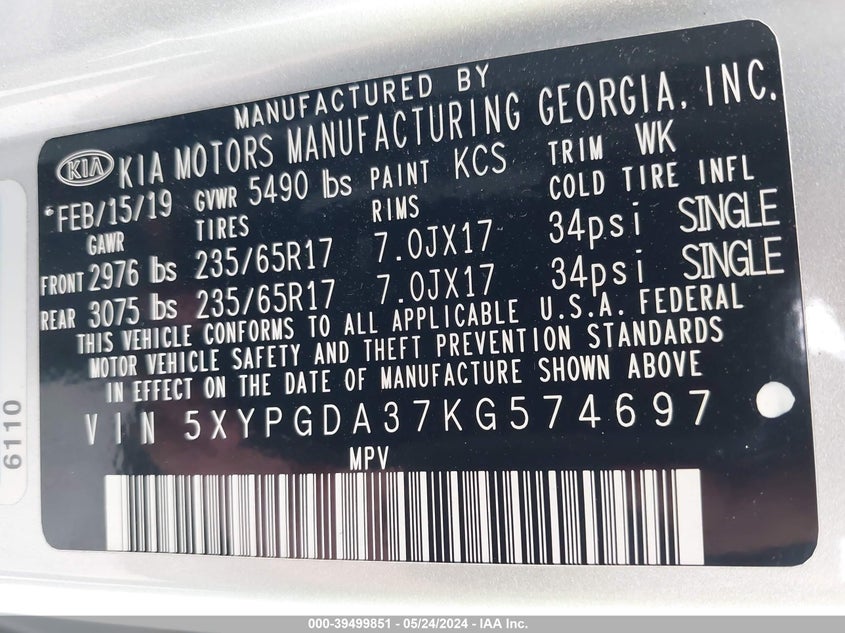 MANUFACTURED BY
KIA KIA MOTORS MANUFACTURING GEORGIA, INC.
*FEB/15/19 GVWR 5490 lbs PAINT KCS TRIM WK
GAWR TIRES RIMS COLD TIRE INFL
FRONT 2976 lbs 235/65R17 7.0JX17 34psi SINGLE
REAR 3075 lbs 235/65R17 7.0JX17 34psi SINGLE
THIS VEHICLE CONFORMS TO ALL APPLICABLE U.S.A. FEDERAL
MOTOR VEHICLE SAFETY AND THEFT PREVENTION STANDARDS
IN EFFECT ON THE DATE OF MANUFACTURE SHOWN ABOVE
VIN 5XYPGDA37KG574697
MPV
6110
000-39499851 - 05/24/2024 - IAA Inc.